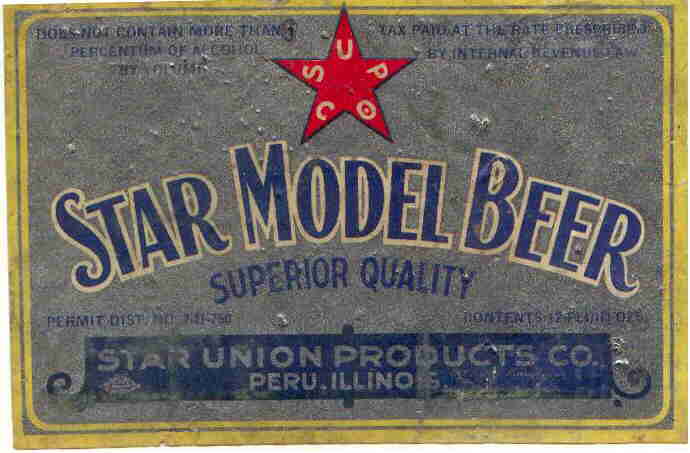 DOES NOT CONTAIN MORE THAN
PERCENTUM OF ALCOHOL
BY VOLUME
TAX PAID AT THE RATE PRESCRIBED
BY INTERNAL REVENUE LAW
S U P C O
STAR MODEL BEER
SUPERIOR QUALITY
PERMIT DIST. NO.
CONTENTS 12 FLUID OZS.
STAR UNION PRODUCTS CO.
PERU, ILLINOIS